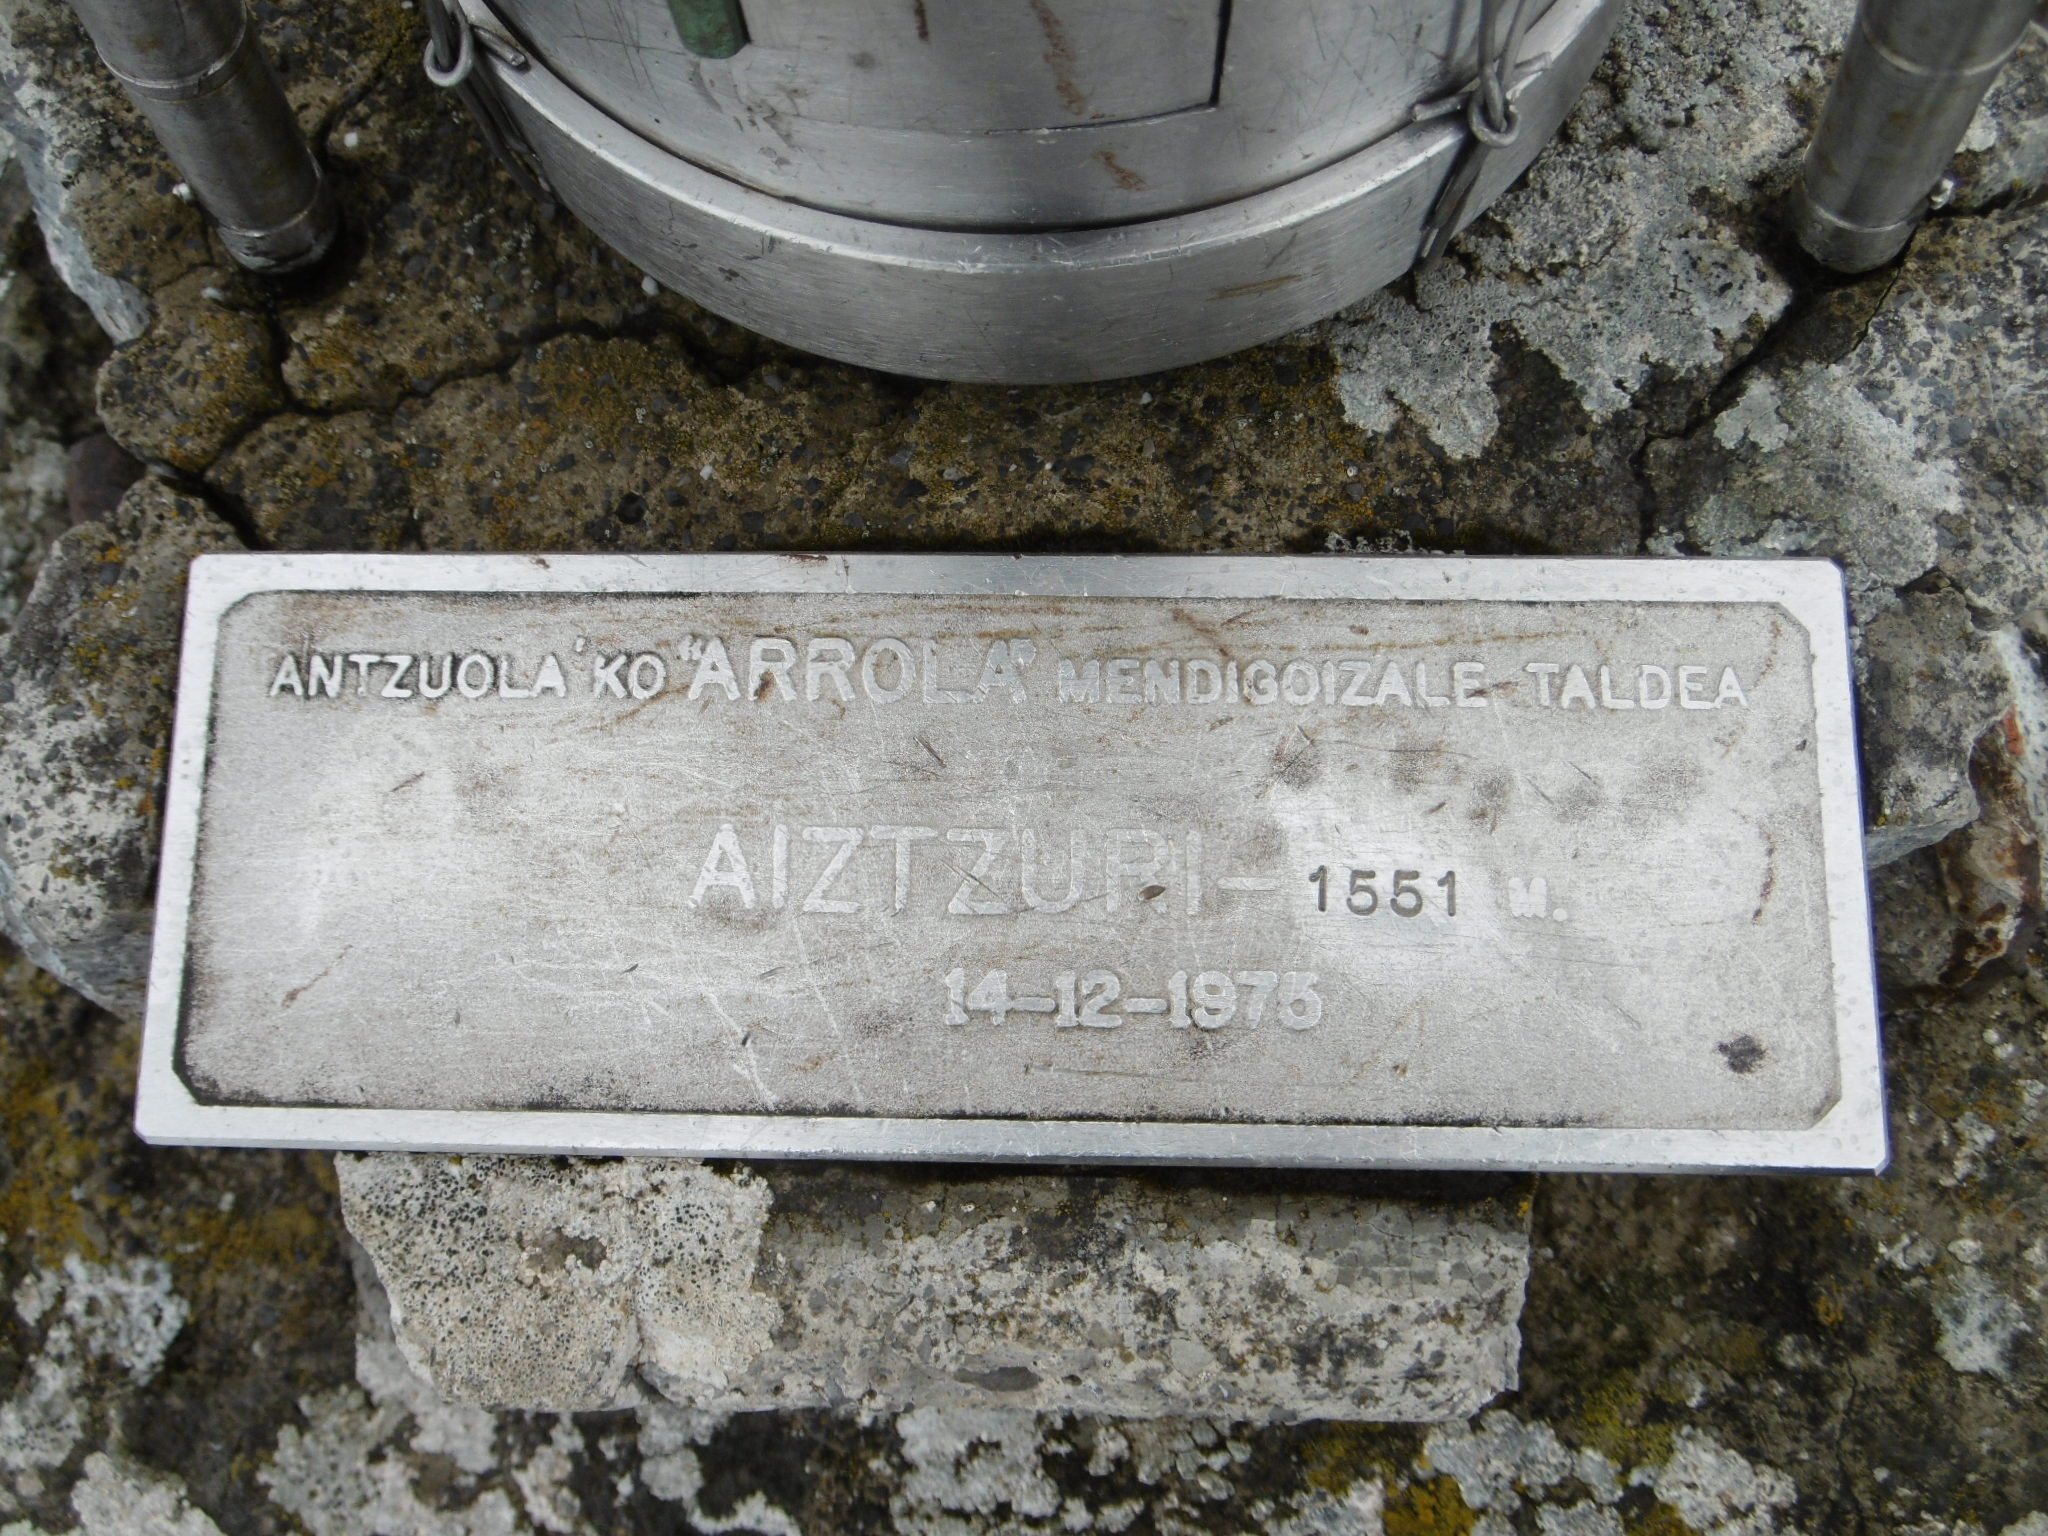 ANTZUOLA'KO "ARROLA" MENDIGOIZALE TALDEA
AIZTZURI - 1551 M.
14-12-1975